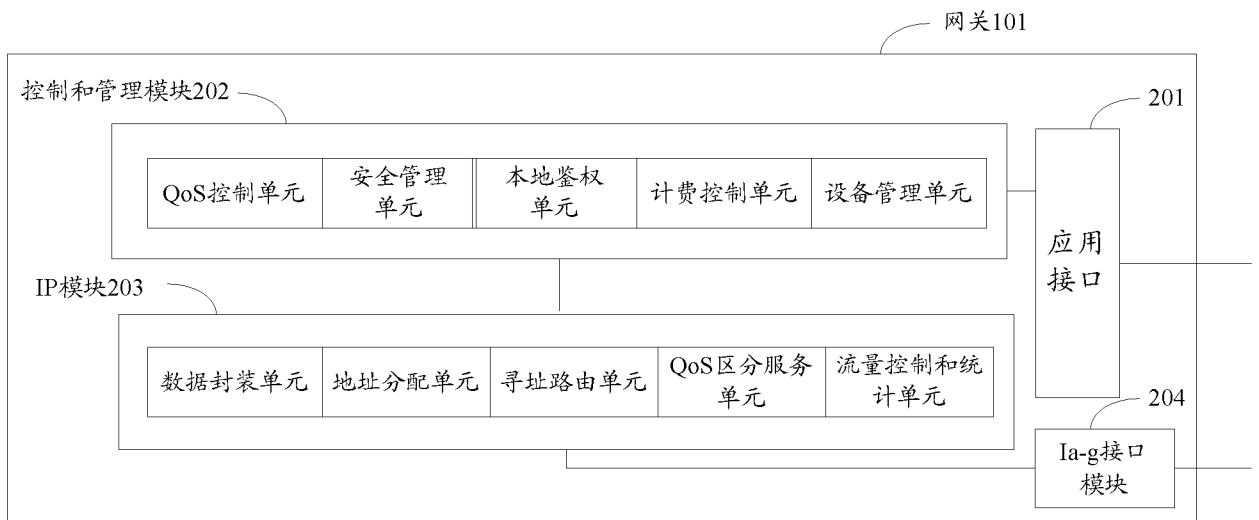 网关101
控制和管理模块202
201
QoS控制单元
安全管理
单元
本地鉴权
单元
计费控制单元
设备管理单元
应用
接口
IP模块203
数据封装单元
地址分配单元
寻址路由单元
QoS区分服务
单元
流量控制和统
计单元
204
Ia-g接口
模块